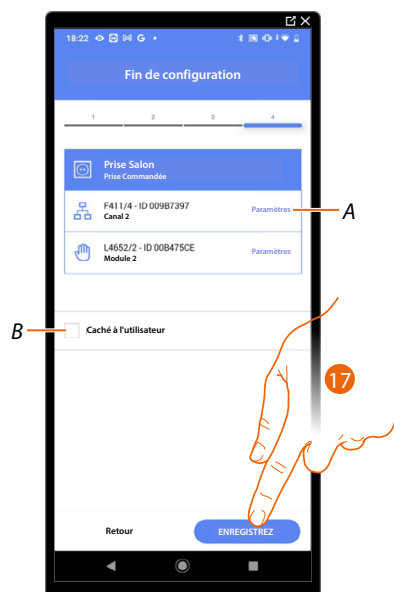 18:22 G
Fin de configuration
1 2 3 4
Prise Salon
Prise Commandée
F411/4 - ID 009B7397
Canal 2
Paramètres
A
L4652/2 - ID 00B475CE
Module 2
Paramètres
B
Caché à l'utilisateur
17
Retour
ENREGISTREZ